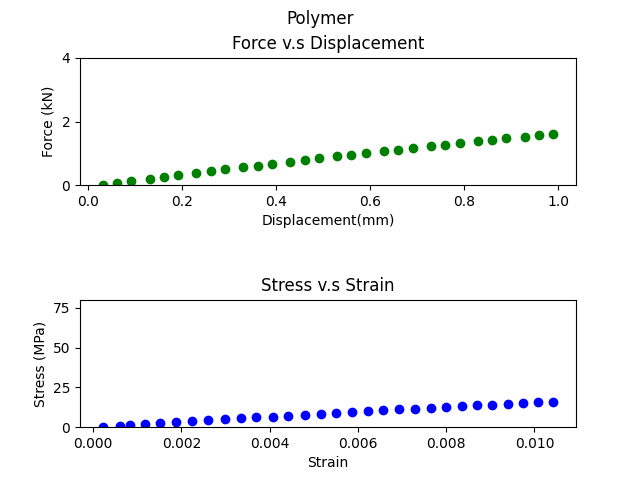 Polymer
Force v.s Displacement
Force (kN)
4
2
0
0.0 0.2 0.4 0.6 0.8 1.0
Displacement(mm)
Stress v.s Strain
Stress (MPa)
75
50
25
0
0.000 0.002 0.004 0.006 0.008 0.010
Strain